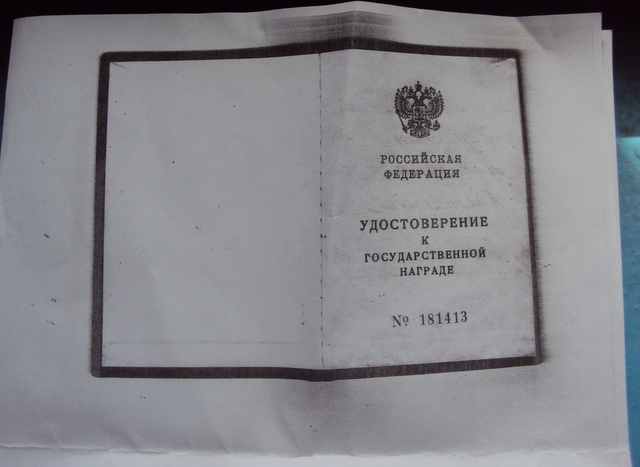 РОССИЙСКАЯ
ФЕДЕРАЦИЯ
УДОСТОВЕРЕНИЕ
К
ГОСУДАРСТВЕННОЙ
НАГРАДЕ
№ 181413